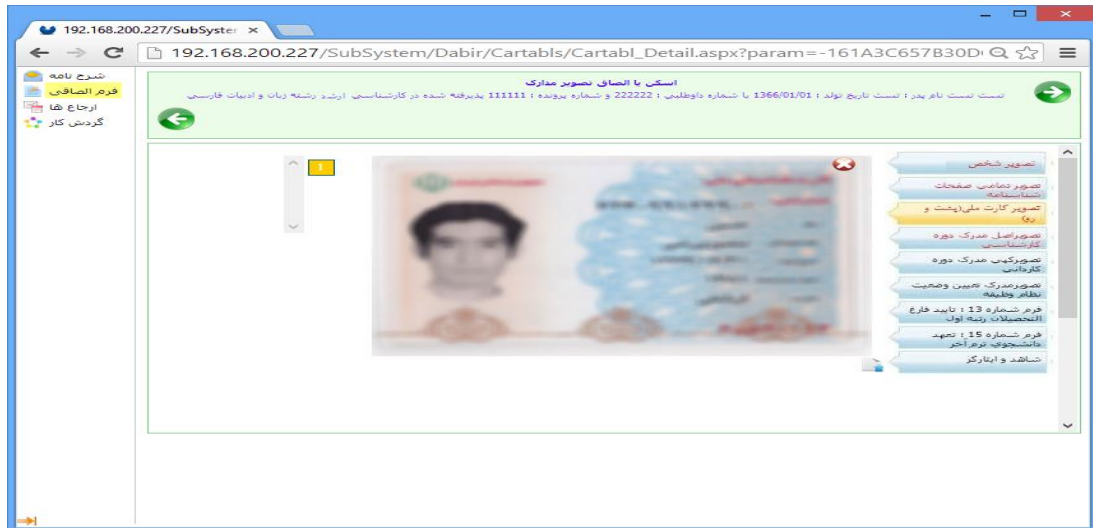 192.168.200.227/SubSyster
192.168.200.227/SubSystem/Dabir/Cartabls/Cartabl_Detail.aspx?param=-161A3C657B30D
شرح نامه
فرم الصاقی
ارجاع ها
گردش کار
اسکن یا الصاق تصویر مدارک
تست تست نام پدر : تست تاریخ تولد : 1366/01/01 با شماره داوطلبی : 222222 و شماره پرونده : 111111 پذیرفته شده در کارشناسی ارشد رشته زبان و ادبیات فارسی
1
تصویر شخص
تصویر تمامی صفحات
شناسنامه
تصویر کارت ملی(پشت و
رو)
تصویراصل مدرک دوره
کارشناسی
تصویرکپی مدرک دوره
کاردانی
تصویرمدرک تعیین وضعیت
نظام وظیفه
فرم شماره 13 : تایید فارغ
التحصیلان رتبه اول
فرم شماره 15 : تعهد
دانشجوی ترم آخر
شاهد و ایثارگر